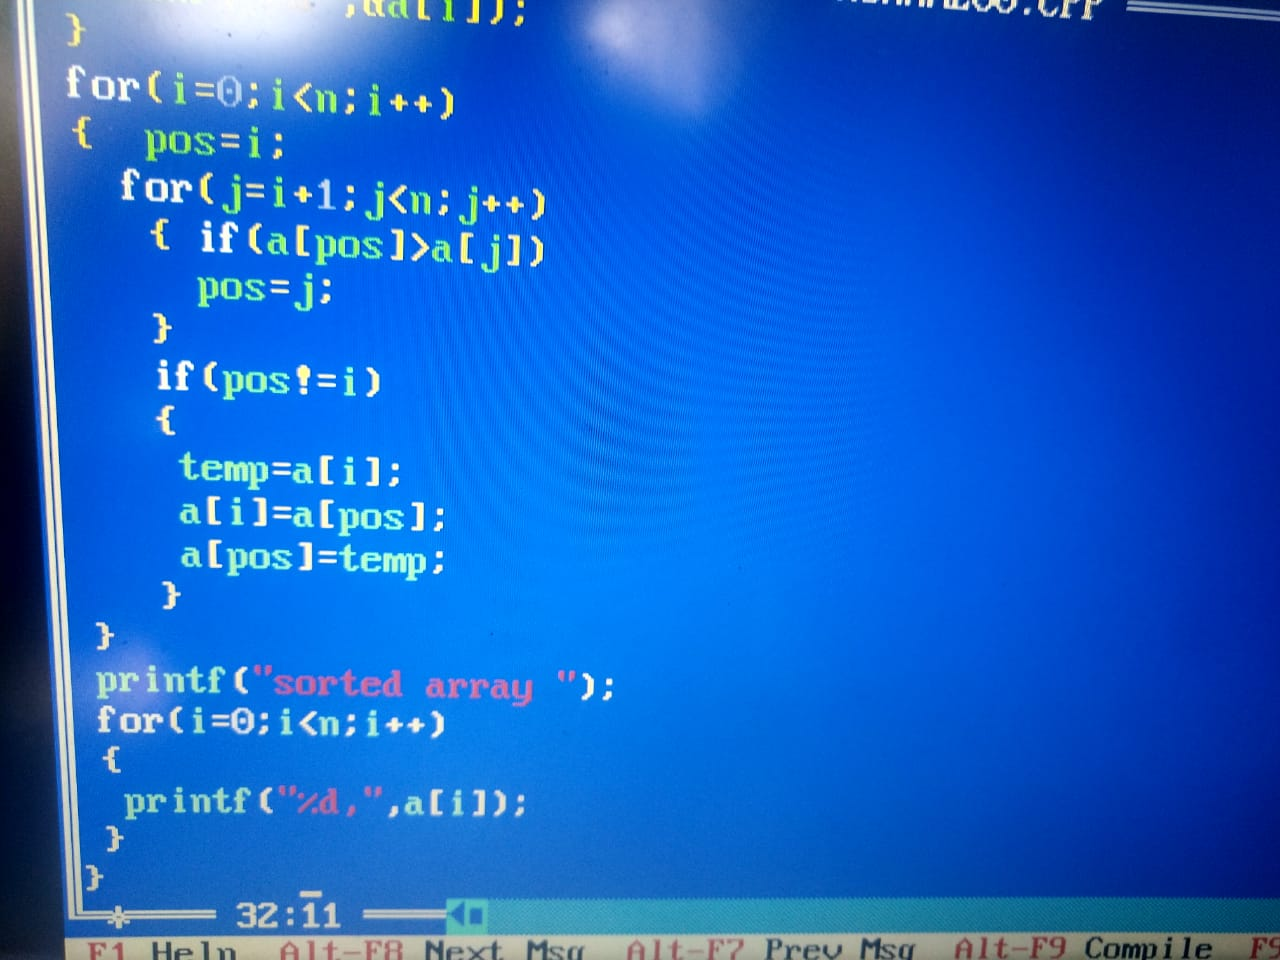 }
for(i=0;i<n;i++)
{  pos=i;
for(j=i+1;j<n;j++)
{ if(a[pos]>a[j])
pos=j;
}
if(pos!=i)
{
temp=a[i];
a[i]=a[pos];
a[pos]=temp;
}
}
printf("sorted array ");
for(i=0;i<n;i++)
{
printf("%d,",a[i]);
}
}
32:11
F1 Help Alt-F8 Next Msg Alt-F7 Prev Msg Alt-F9 Compile